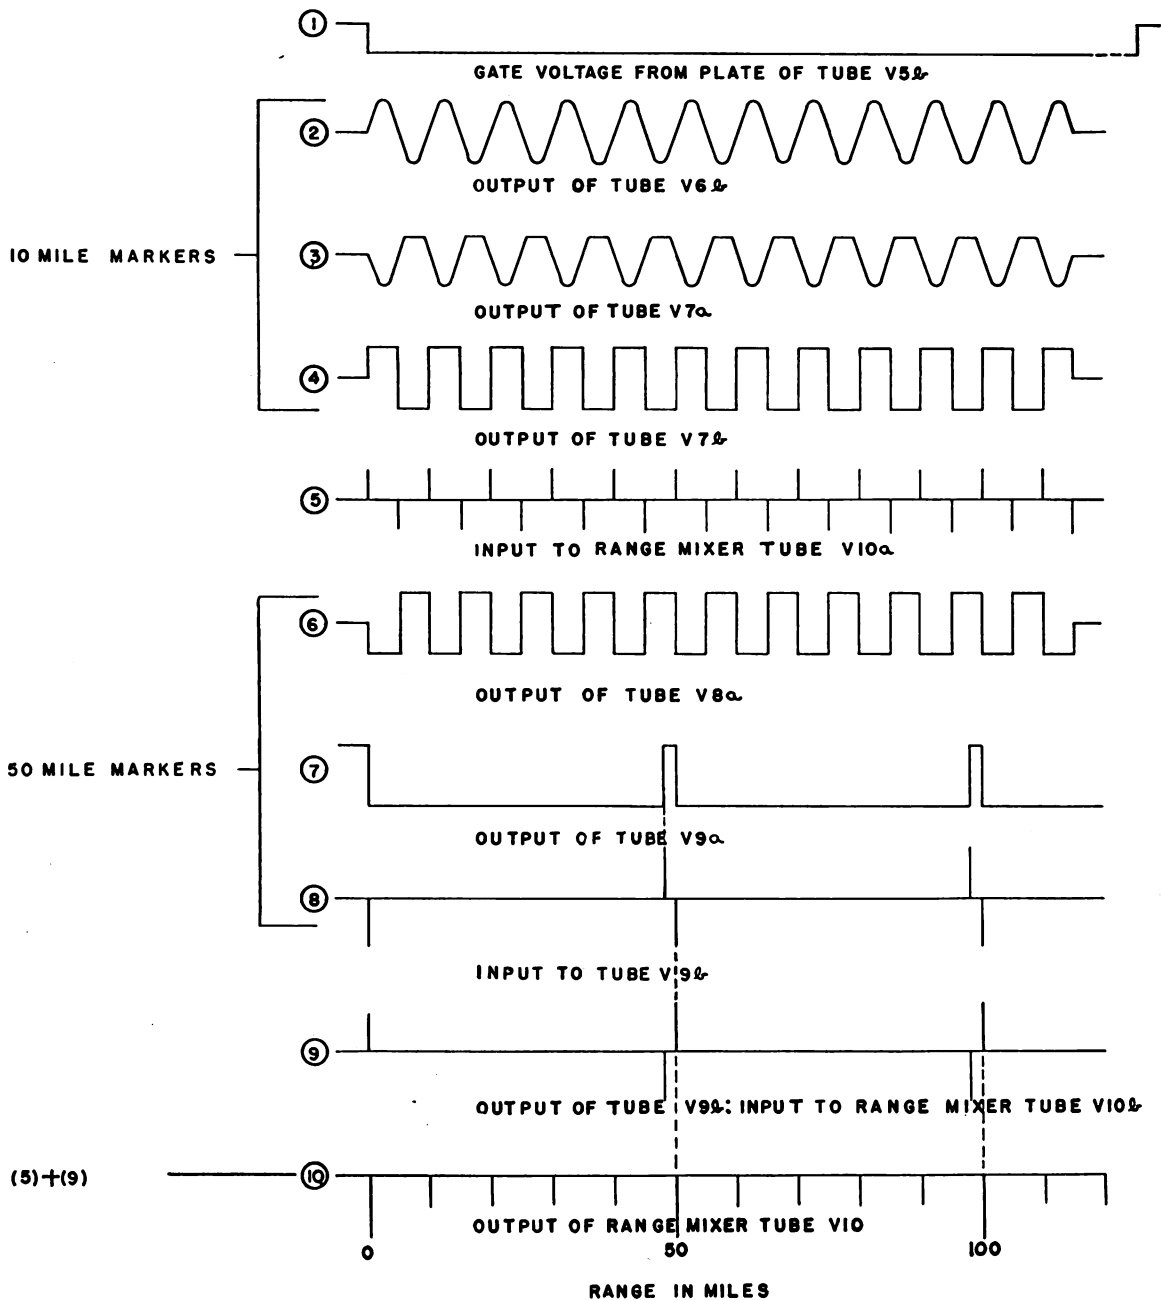 ①
GATE VOLTAGE FROM PLATE OF TUBE V5b
②
OUTPUT OF TUBE V6b
10 MILE MARKERS
③
OUTPUT OF TUBE V7a
④
OUTPUT OF TUBE V7b
⑤
INPUT TO RANGE MIXER TUBE V10a
⑥
OUTPUT OF TUBE V8a
50 MILE MARKERS
⑦
OUTPUT OF TUBE V9a
⑧
INPUT TO TUBE V9b
⑨
OUTPUT OF TUBE V9b: INPUT TO RANGE MIXER TUBE V10b
(5)+(9)
⑩
OUTPUT OF RANGE MIXER TUBE V10
0 50 100
RANGE IN MILES